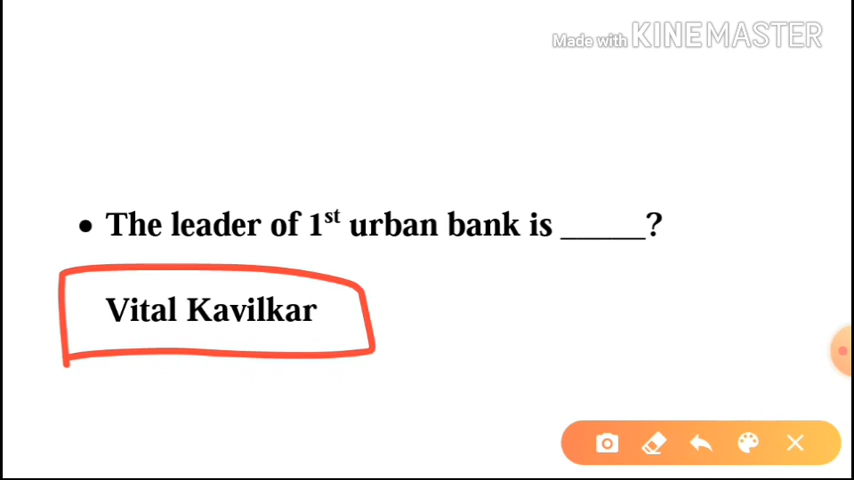 Made with KINEMASTER
• The leader of 1st urban bank is _____?
Vital Kavilkar